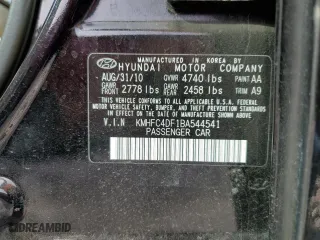 MANUFACTURED IN KOREA BY
HYUNDAI MOTOR COMPANY
AUG/31/10 GVWR 4740 lbs PAINT AA
GAWR FRONT 2778 lbs GAWR REAR 2458 lbs TRIM A9
THIS VEHICLE CONFORMS TO ALL APPLICABLE U.S.A. FEDERAL
MOTOR VEHICLE SAFETY, BUMPER, AND THEFT PREVENTION
STANDARDS IN EFFECT ON THE DATE OF MANUFACTURE SHOWN ABOVE.
V.I.N KMHFC4DF1BA544541
PASSENGER CAR
DREAMBID